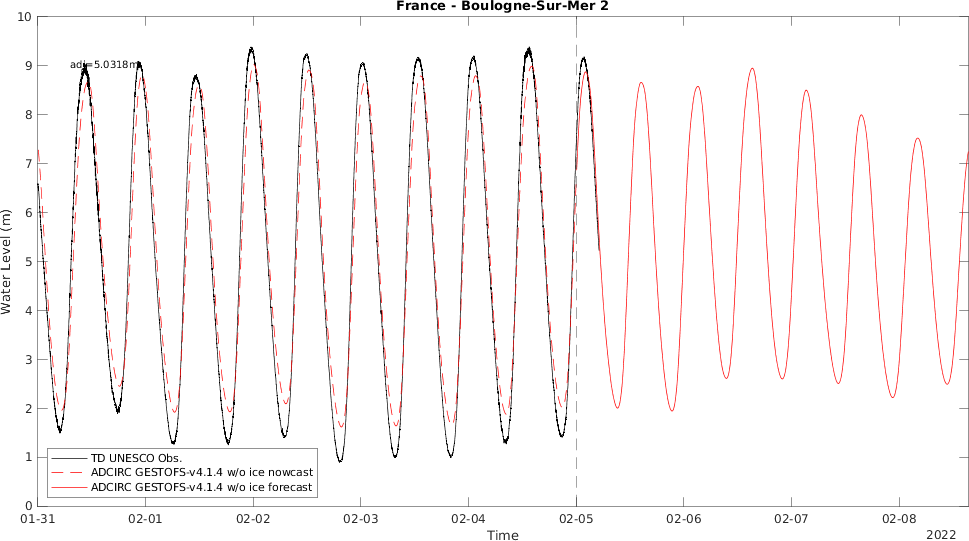 France - Boulogne-Sur-Mer 2
10
9
8
7
6
5
4
3
2
1
0
Water Level (m)
adj=5.0318m
TD UNESCO Obs.
ADCIRC GESTOFS-v4.1.4 w/o ice nowcast
ADCIRC GESTOFS-v4.1.4 w/o ice forecast
01-31 02-01 02-02 02-03 02-04 02-05 02-06 02-07 02-08
Time
2022